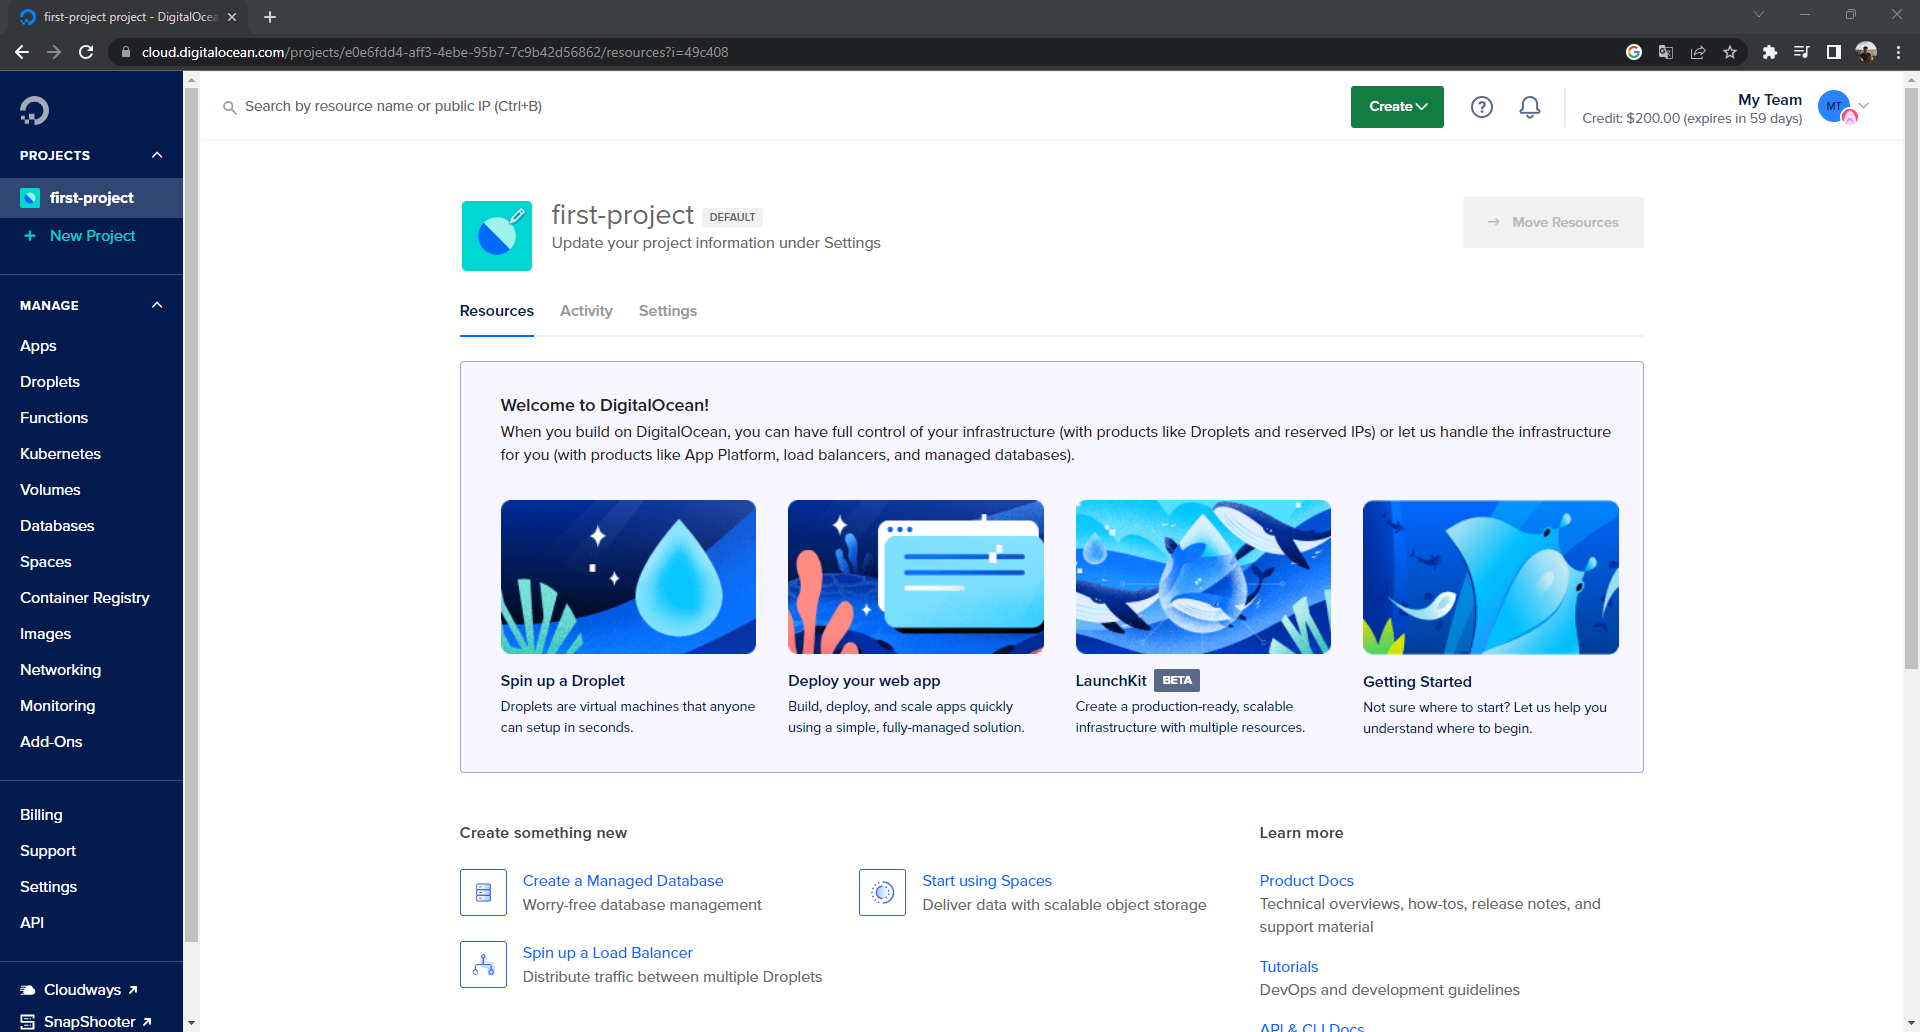 first-project project - DigitalOcea
cloud.digitalocean.com/projects/e0e6fdd4-aff3-4ebe-95b7-7c9b42d56862/resources?i=49c408
Search by resource name or public IP (Ctrl+B)
Create
My Team
Credit: $200.00 (expires in 59 days)
MT
PROJECTS
first-project
New Project
MANAGE
Apps
Droplets
Functions
Kubernetes
Volumes
Databases
Spaces
Container Registry
Images
Networking
Monitoring
Add-Ons
Billing
Support
Settings
API
Cloudways
SnapShooter
first-project DEFAULT
Update your project information under Settings
Move Resources
Resources Activity Settings
Welcome to DigitalOcean!
When you build on DigitalOcean, you can have full control of your infrastructure (with products like Droplets and reserved IPs) or let us handle the infrastructure
for you (with products like App Platform, load balancers, and managed databases).
Spin up a Droplet
Droplets are virtual machines that anyone
can setup in seconds.
Deploy your web app
Build, deploy, and scale apps quickly
using a simple, fully-managed solution.
LaunchKit BETA
Create a production-ready, scalable
infrastructure with multiple resources.
Getting Started
Not sure where to start? Let us help you
understand where to begin.
Create something new
Create a Managed Database
Worry-free database management
Start using Spaces
Deliver data with scalable object storage
Spin up a Load Balancer
Distribute traffic between multiple Droplets
Learn more
Product Docs
Technical overviews, how-tos, release notes, and
support material
Tutorials
DevOps and development guidelines
API & CLI Docs